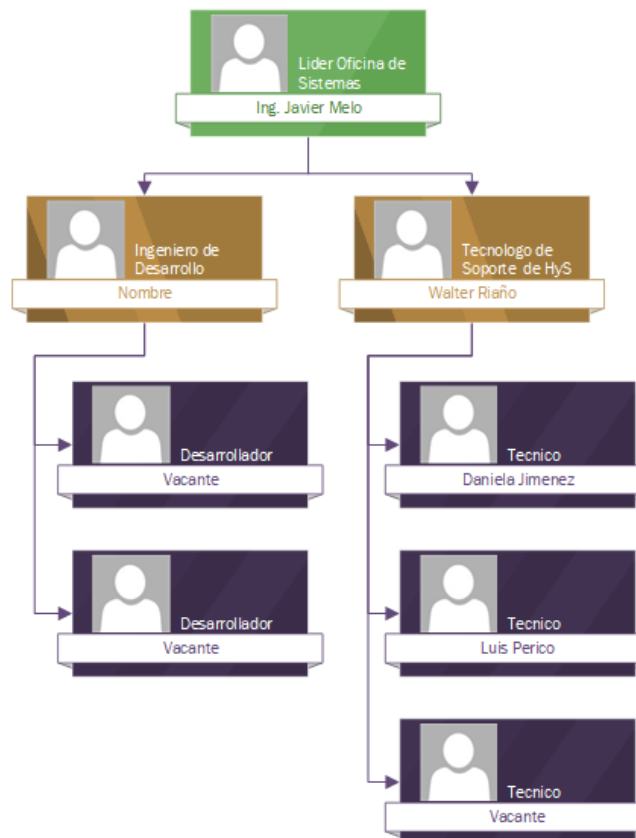 Lider Oficina de
Sistemas
Ing. Javier Melo
Ingeniero de
Desarrollo
Nombre
Tecnologo de
Soporte de HyS
Walter Riaño
Desarrollador
Vacante
Desarrollador
Vacante
Tecnico
Daniela Jimenez
Tecnico
Luis Perico
Tecnico
Vacante